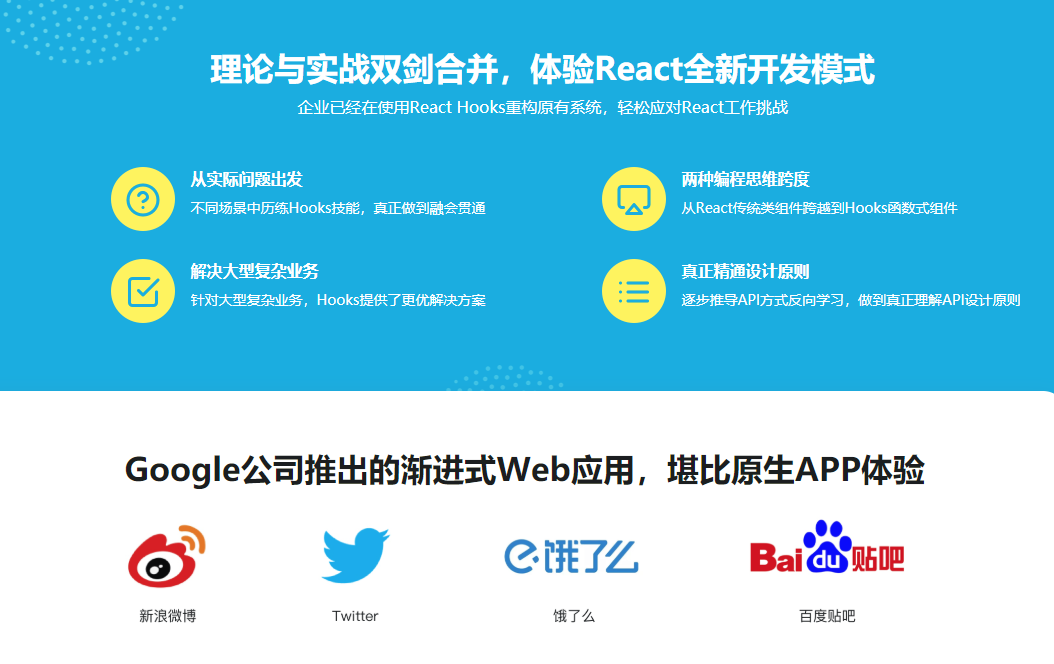 理论与实战双剑合并，体验React全新开发模式
企业已经在使用React Hooks重构原有系统，轻松应对React工作挑战
从实际问题出发
不同场景中历练Hooks技能，真正做到融会贯通
两种编程思维跨度
从React传统类组件跨越到Hooks函数式组件
解决大型复杂业务
针对大型复杂业务，Hooks提供了更优解决方案
真正精通设计原则
逐步推导API方式反向学习，做到真正理解API设计原则
Google公司推出的渐进式Web应用，堪比原生APP体验
饿了么
Bai du 贴吧
新浪微博
Twitter
饿了么
百度贴吧